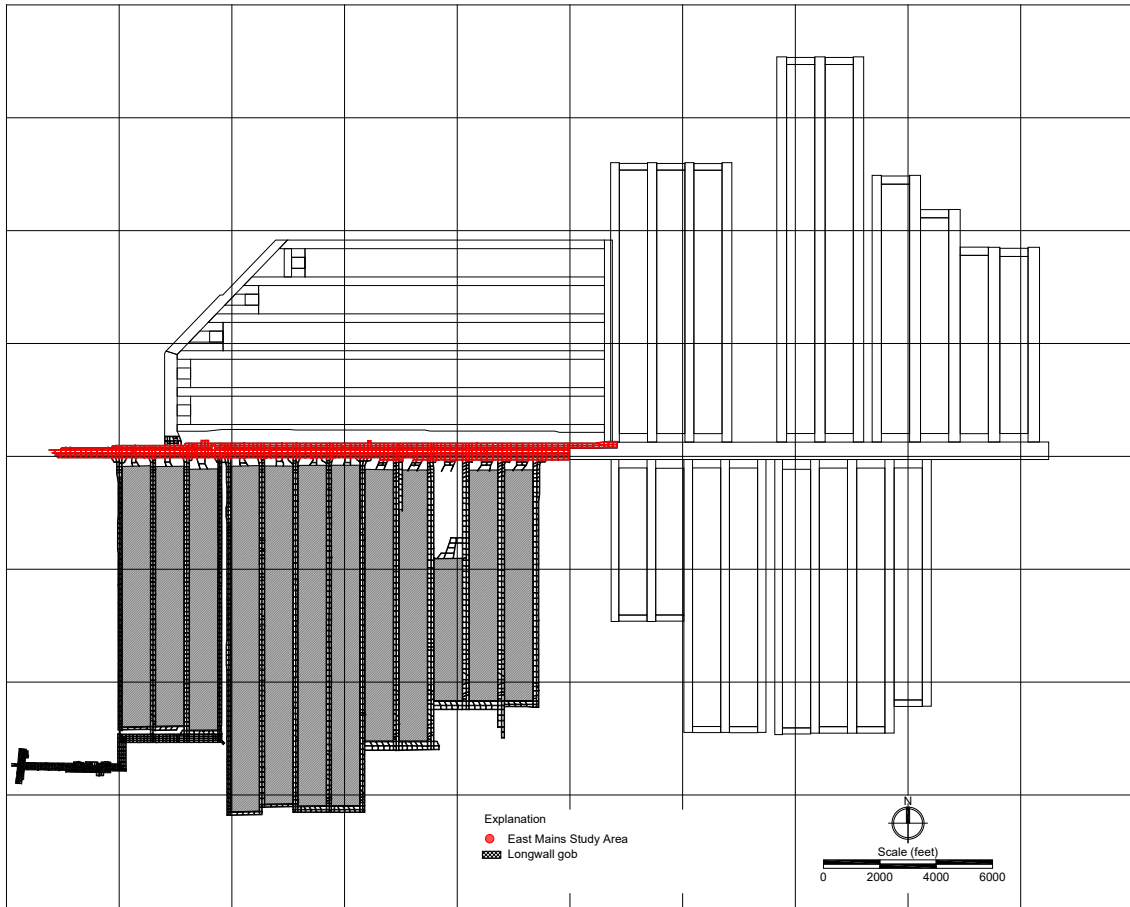 Explanation
East Mains Study Area
Longwall gob
N
Scale (feet)
0 2000 4000 6000